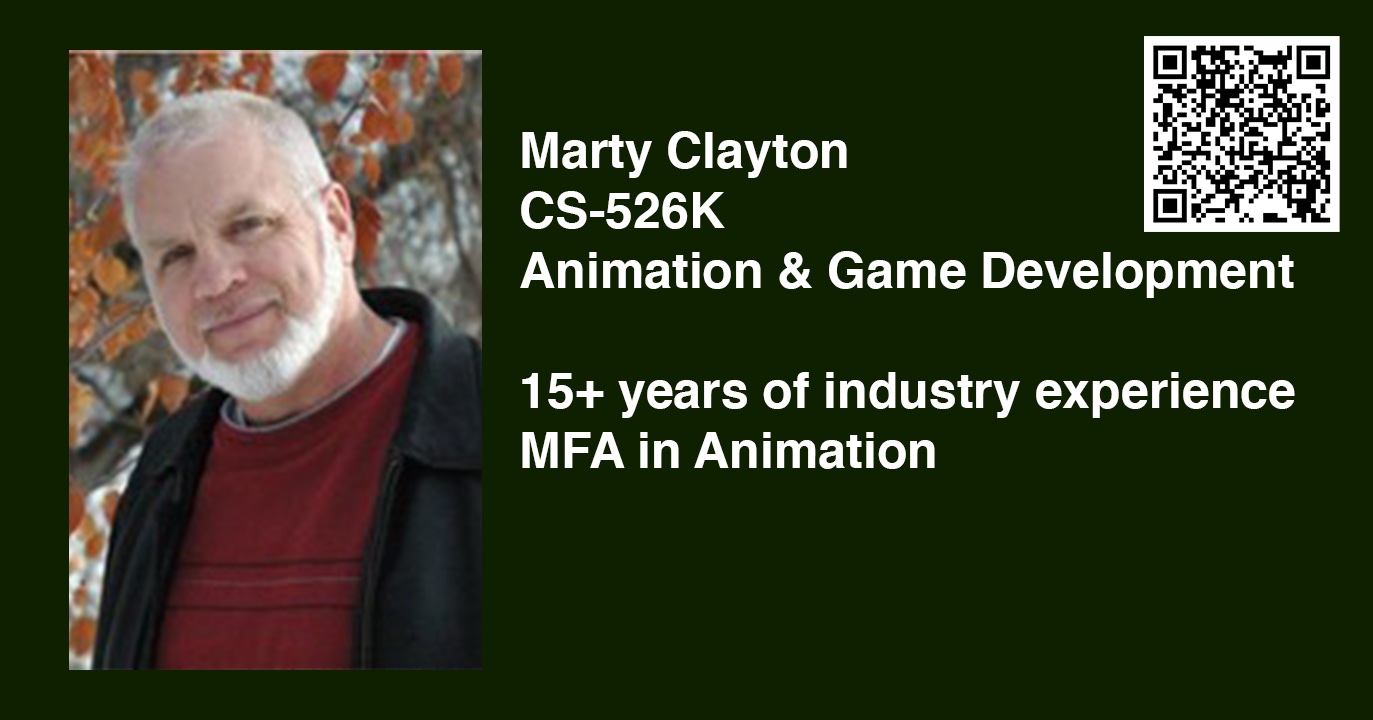 Marty Clayton
CS-526K
Animation & Game Development
15+ years of industry experience
MFA in Animation